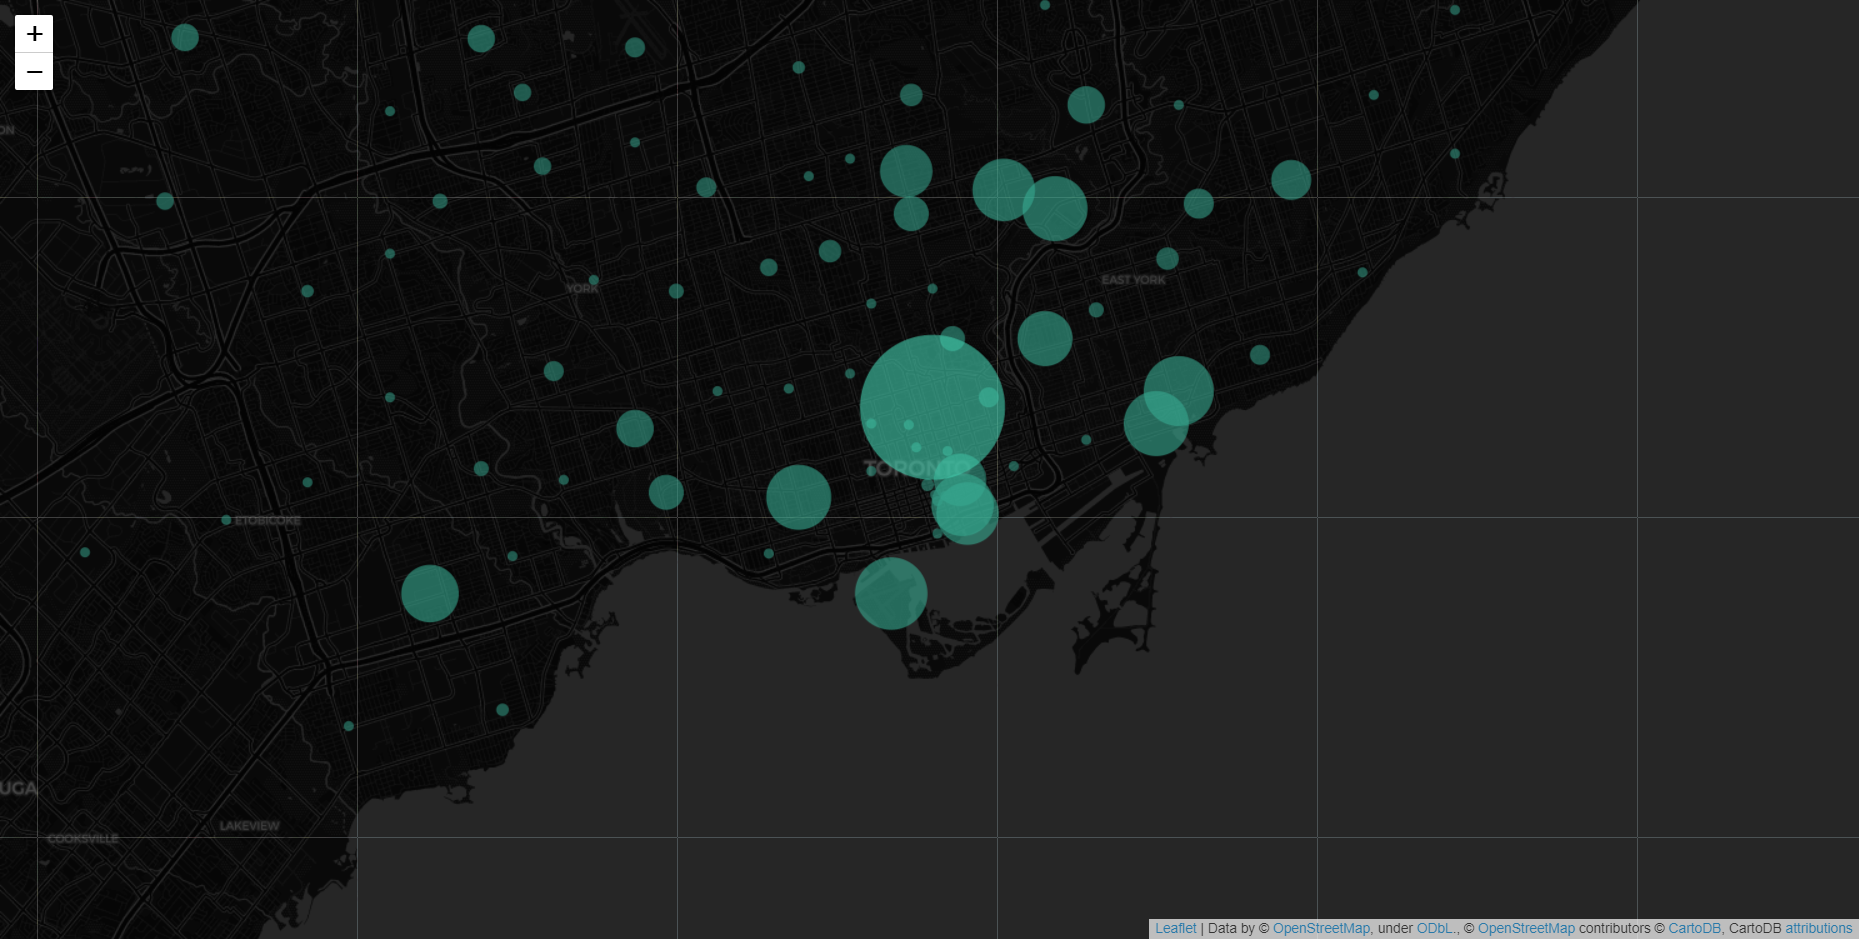 +
−
ON
YORK
EAST YORK
TORONTO
ETOBICOKE
UGA
LAKEVIEW
COOKSVILLE
Leaflet | Data by © OpenStreetMap, under ODbL., © OpenStreetMap contributors © CartoDB, CartoDB attributions